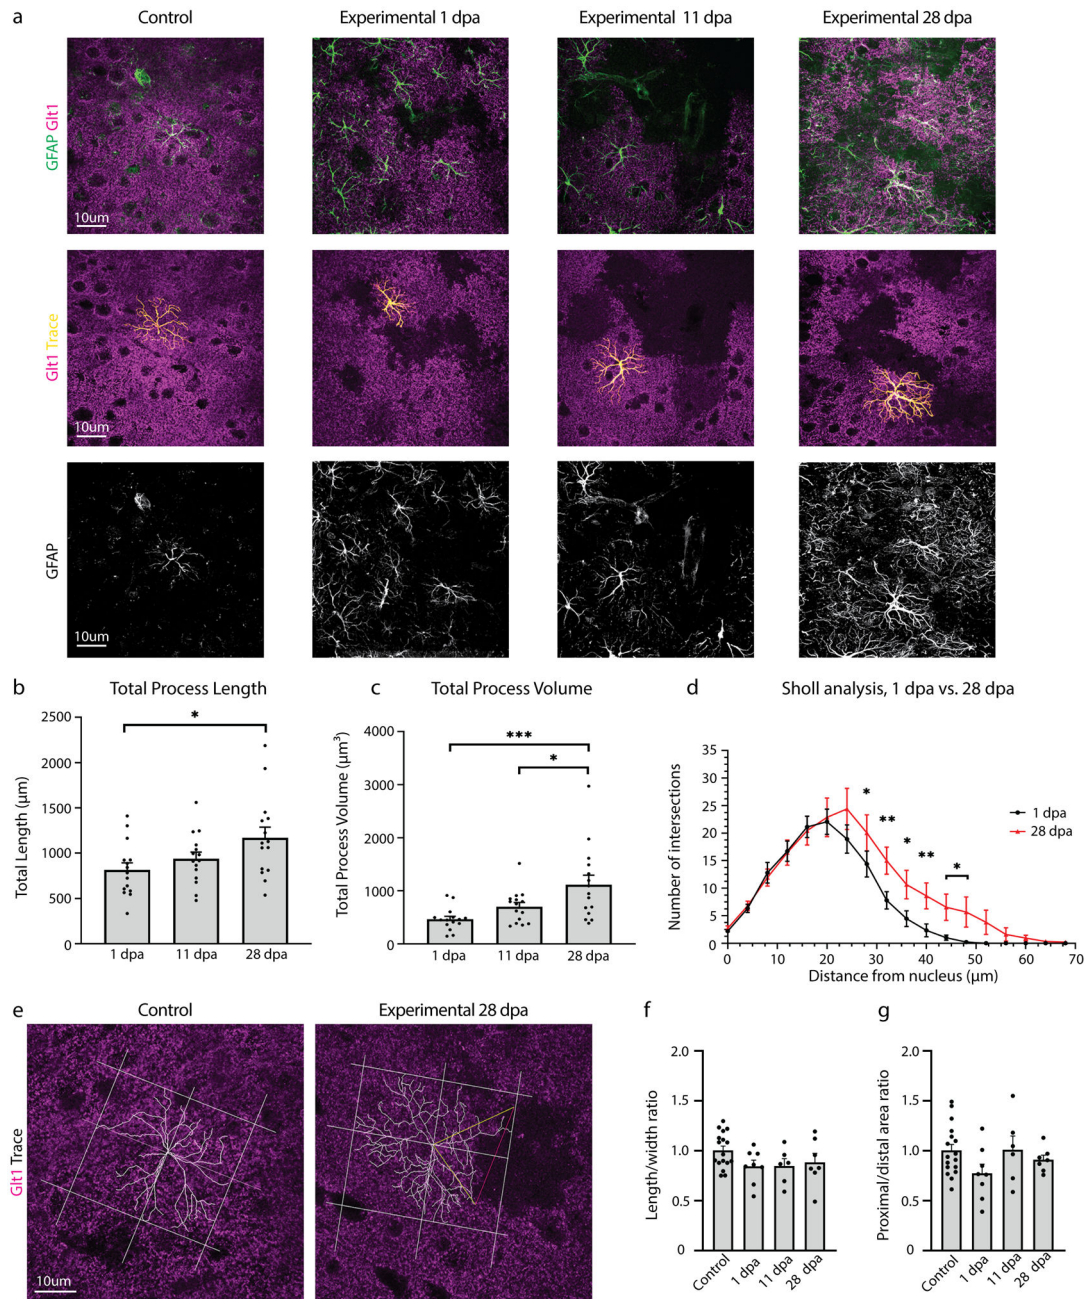 a
Control
Experimental 1 dpa
Experimental 11 dpa
Experimental 28 dpa
GFAP Glt1
10um
Glt1 Trace
10um
GFAP
10um
b
Total Process Length
*
Total Length (µm)
2500
2000
1500
1000
500
0
1 dpa
11 dpa
28 dpa
c
Total Process Volume
***
*
Total Process Volume (µm³)
4000
3000
2000
1000
0
1 dpa
11 dpa
28 dpa
d
Sholl analysis, 1 dpa vs. 28 dpa
Number of intersections
35
30
25
20
15
10
5
0
*
**
*
**
*
1 dpa
28 dpa
0 10 20 30 40 50 60 70
Distance from nucleus (µm)
e
Control
Experimental 28 dpa
Glt1 Trace
10um
f
Length/width ratio
2.0
1.5
1.0
0.5
0
Control
1 dpa
11 dpa
28 dpa
g
Proximal/distal area ratio
2.0
1.5
1.0
0.5
0
Control
1 dpa
11 dpa
28 dpa